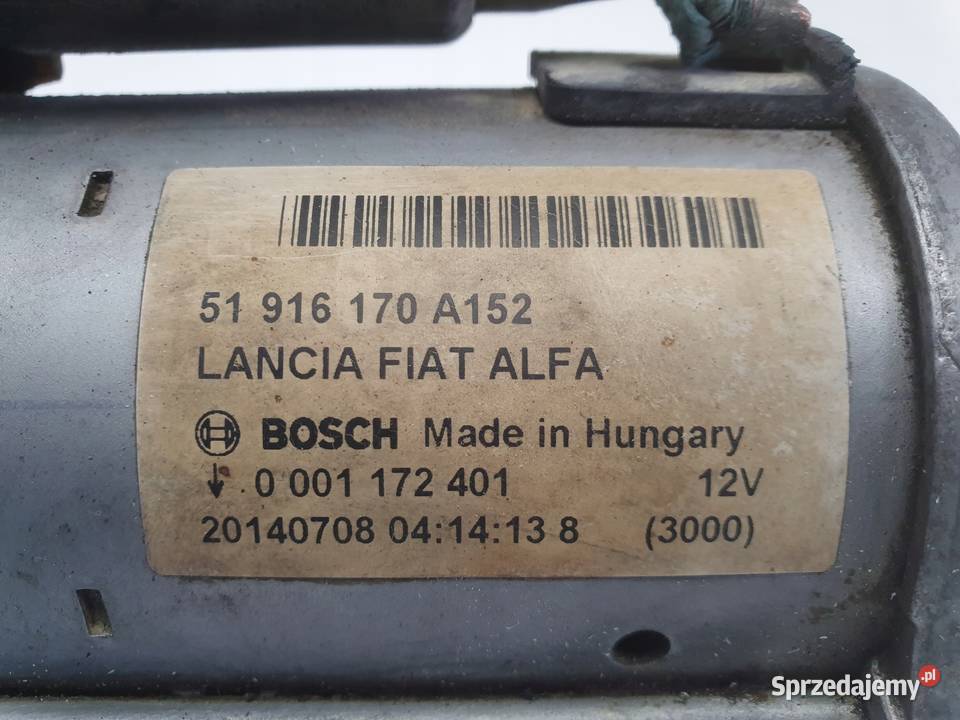 51 916 170 A152
LANCIA FIAT ALFA
BOSCH Made in Hungary
0 001 172 401 12V
20140708 04:14:13 8 (3000)
Sprzedajemy.pl